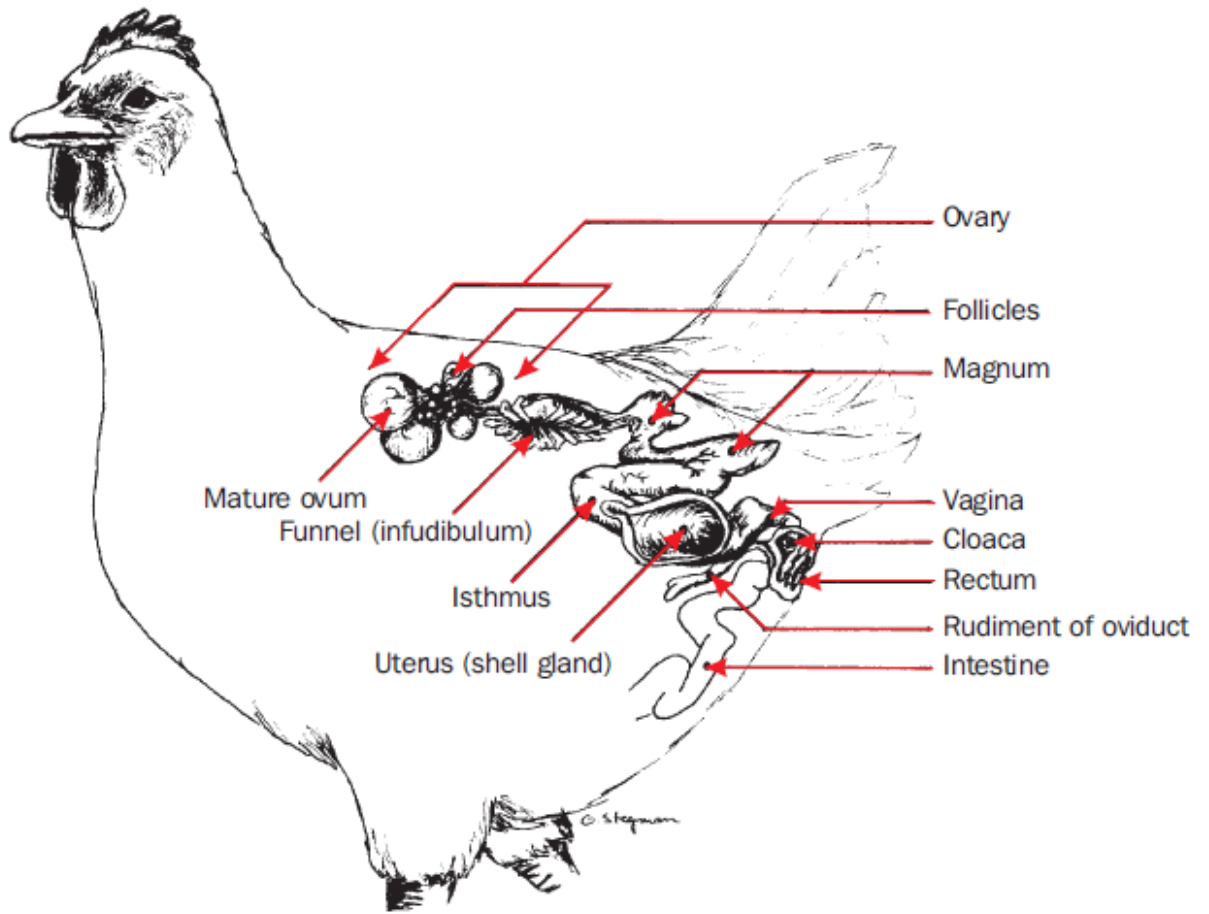 Ovary
Follicles
Magnum
Mature ovum
Funnel (infudibulum)
Vagina
Cloaca
Isthmus
Rectum
Rudiment of oviduct
Uterus (shell gland)
Intestine
© Stegman